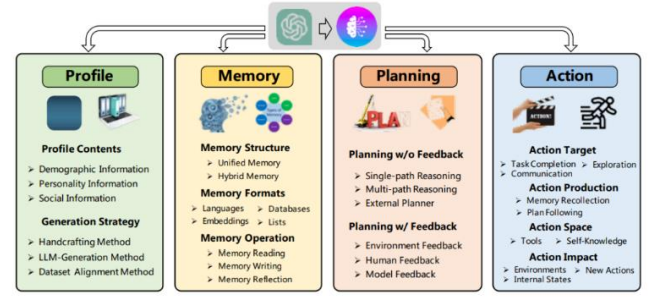 Profile
Profile Contents
➤ Demographic Information
➤ Personality Information
➤ Social Information
Generation Strategy
➤ Handcrafting Method
➤ LLM-Generation Method
➤ Dataset Alignment Method
Memory
Memory Structure
➤ Unified Memory
➤ Hybrid Memory
Memory Formats
➤ Languages ➤ Databases
➤ Embeddings ➤ Lists
Memory Operation
➤ Memory Reading
➤ Memory Writing
➤ Memory Reflection
Planning
PLA
Planning w/o Feedback
➤ Single-path Reasoning
➤ Multi-path Reasoning
➤ External Planner
Planning w/ Feedback
➤ Environment Feedback
➤ Human Feedback
➤ Model Feedback
Action
ACTION!
Action Target
➤ Task Completion ➤ Exploration
➤ Communication
Action Production
➤ Memory Recollection
➤ Plan Following
Action Space
➤ Tools ➤ Self-Knowledge
Action Impact
➤ Environments ➤ New Actions
➤ Internal States